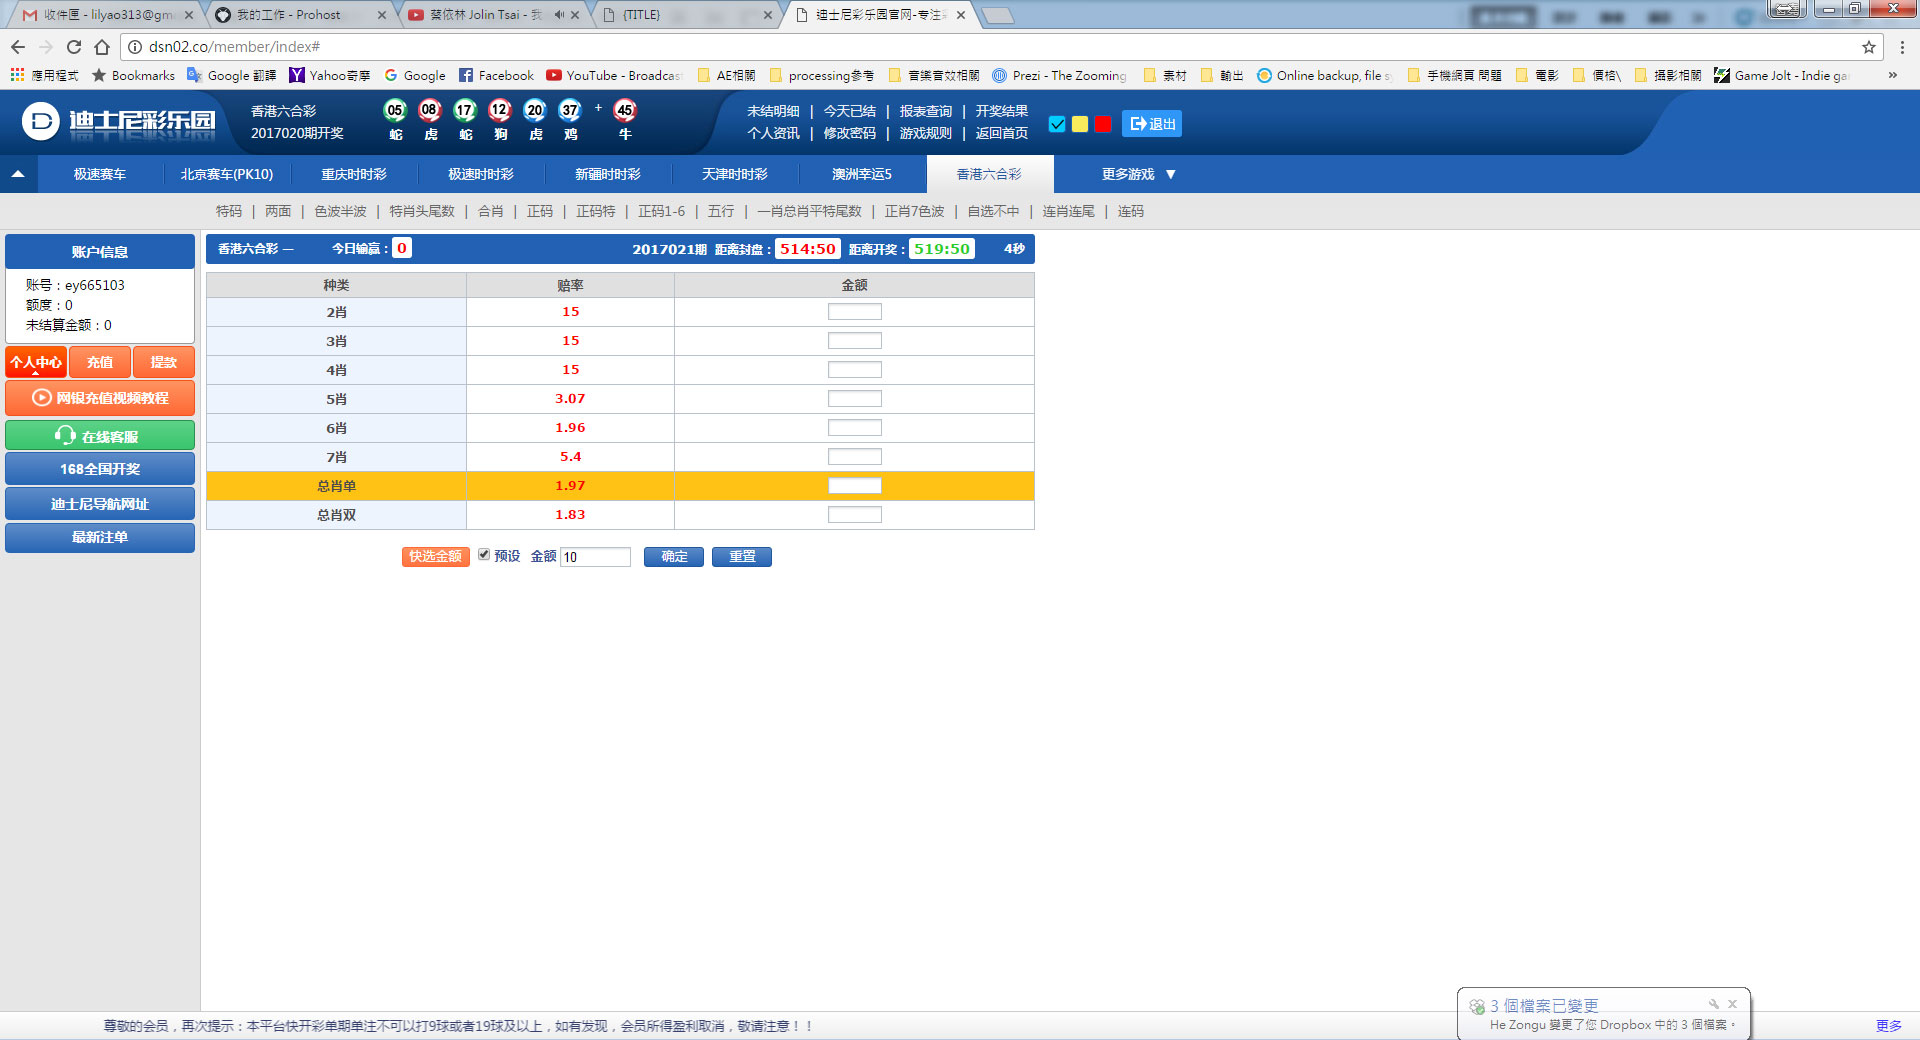 收件匣 - lilyao313@gm
我的工作 - Prohost
蔡依林 Jolin Tsai - 我
{TITLE}
迪士尼彩乐园官网-专注
dsn02.co/member/index#
應用程式
Bookmarks
Google 翻譯
Yahoo奇摩
Google
Facebook
YouTube - Broadcas
AE相關
processing參考
音樂音效相關
Prezi - The Zooming
素材
輸出
Online backup, file s
手機網頁 問題
電影
價格\
攝影相關
Game Jolt - Indie ga
»
迪士尼彩乐园
香港六合彩
2017020期开奖
05 08 17 12 20 37 + 45
蛇 虎 蛇 狗 虎 鸡 牛
未结明细 | 今天已结 | 报表查询 | 开奖结果
个人资讯 | 修改密码 | 游戏规则 | 返回首页
退出
极速赛车 北京赛车(PK10) 重庆时时彩 极速时时彩 新疆时时彩 天津时时彩 澳洲幸运5 香港六合彩 更多游戏 ▼
特码 | 两面 | 色波半波 | 特肖头尾数 | 合肖 | 正码 | 正码特 | 正码1-6 | 五行 | 一肖总肖平特尾数 | 正肖7色波 | 自选不中 | 连肖连尾 | 连码
账户信息
账号：ey665103
额度：0
未结算金额：0
个人中心 充值 提款
网银充值视频教程
在线客服
168全国开奖
迪士尼导航网址
最新注单
香港六合彩 — 今日输赢：0 2017021期 距离封盘：514:50 距离开奖：519:50 4秒
种类 赔率 金额
2肖 15
3肖 15
4肖 15
5肖 3.07
6肖 1.96
7肖 5.4
总肖单 1.97
总肖双 1.83
快选金额 预设 金额 10 确定 重置
3 個檔案已變更
He Zongu 變更了您 Dropbox 中的 3 個檔案。
尊敬的会员，再次提示：本平台快开彩单期单注不可以打9球或者19球及以上，如有发现，会员所得盈利取消，敬请注意！！
更多